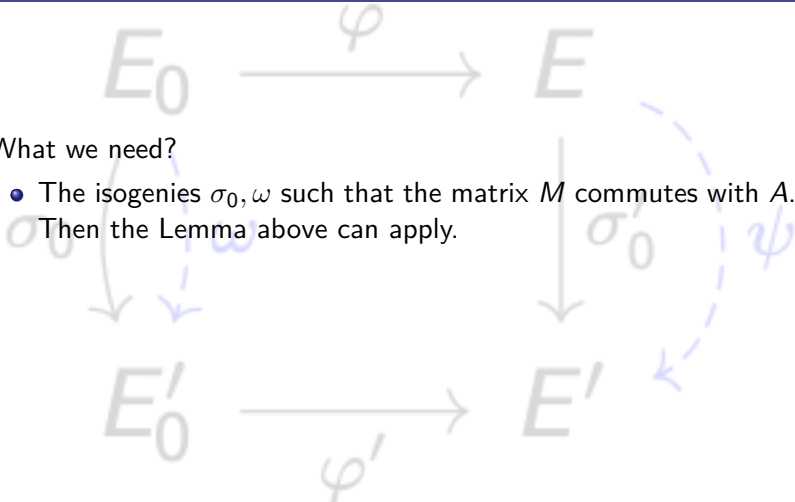 E₀ φ E
What we need?
The isogenies σ₀, ω such that the matrix M commutes with A.
Then the Lemma above can apply.
σ₀ ω σ′₀ ψ
E′₀ φ′ E′